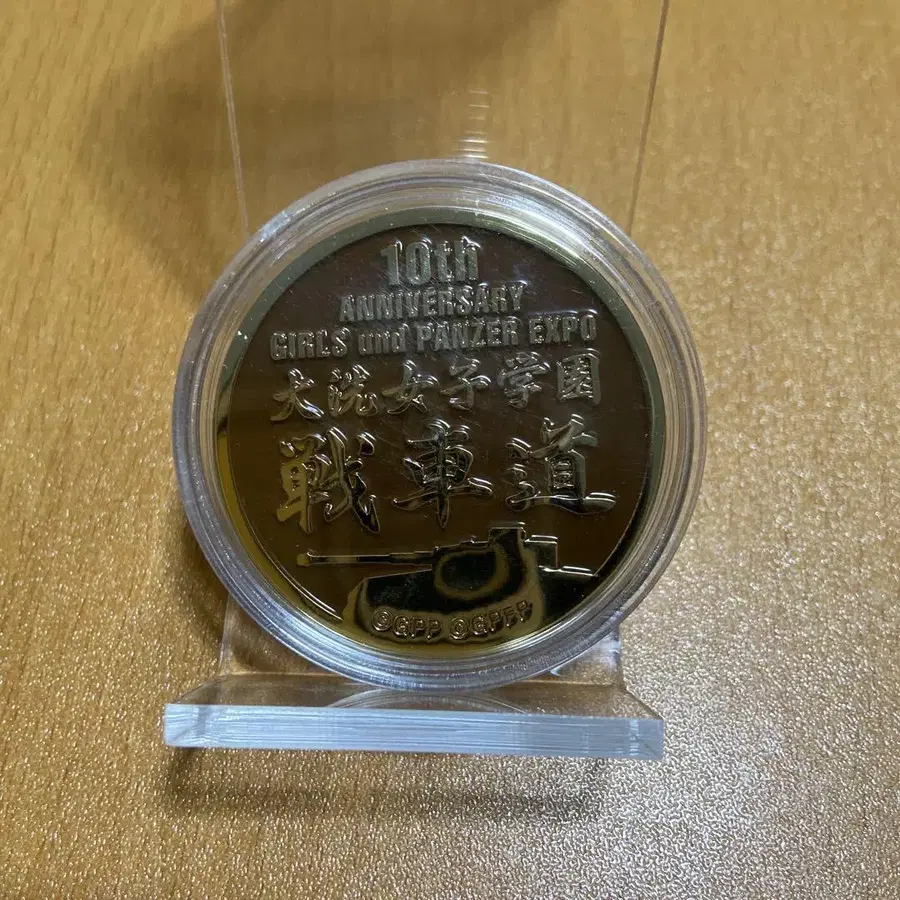 10th
ANNIVERSARY
GIRLS und PANZER EXPO
大洗女子学園
戦車道
©GPP ©GPFP